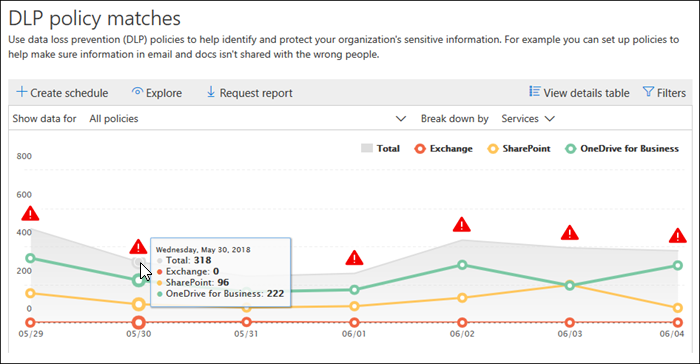 DLP policy matches
Use data loss prevention (DLP) policies to help identify and protect your organization's sensitive information. For example you can set up policies to
help make sure information in email and docs isn't shared with the wrong people.
Create schedule Explore Request report View details table Filters
Show data for All policies Break down by Services
Total Exchange SharePoint OneDrive for Business
800
600
400
200
0
Wednesday, May 30, 2018
Total: 318
Exchange: 0
SharePoint: 96
OneDrive for Business: 222
05/29 05/30 05/31 06/01 06/02 06/03 06/04